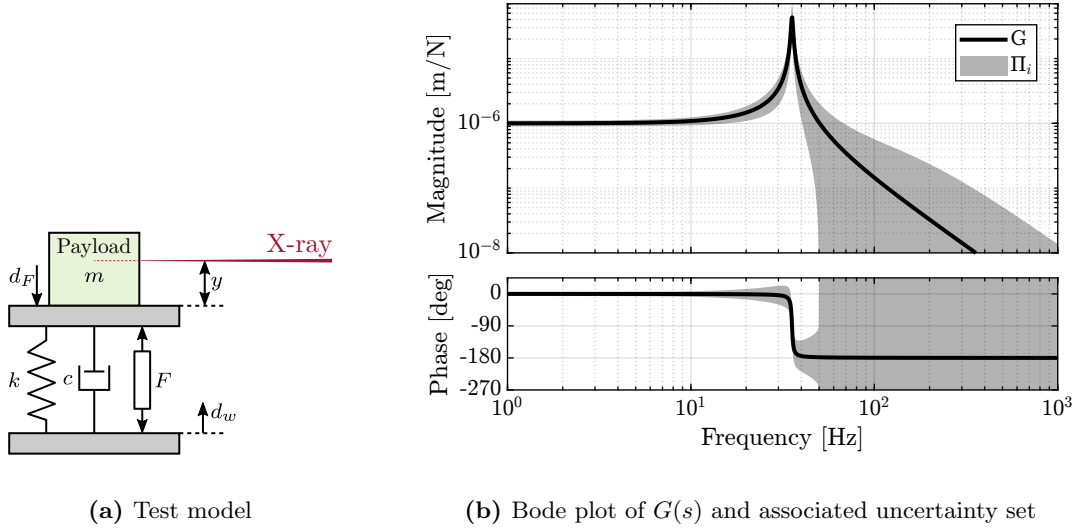 Payload
m
X-ray
d_F
y
k
c
F
d_w
(a) Test model
Magnitude [m/N]
10^{-6}
10^{-8}
G
Π_i
Phase [deg]
0
-90
-180
-270
10^0
10^1
10^2
10^3
Frequency [Hz]
(b) Bode plot of G(s) and associated uncertainty set